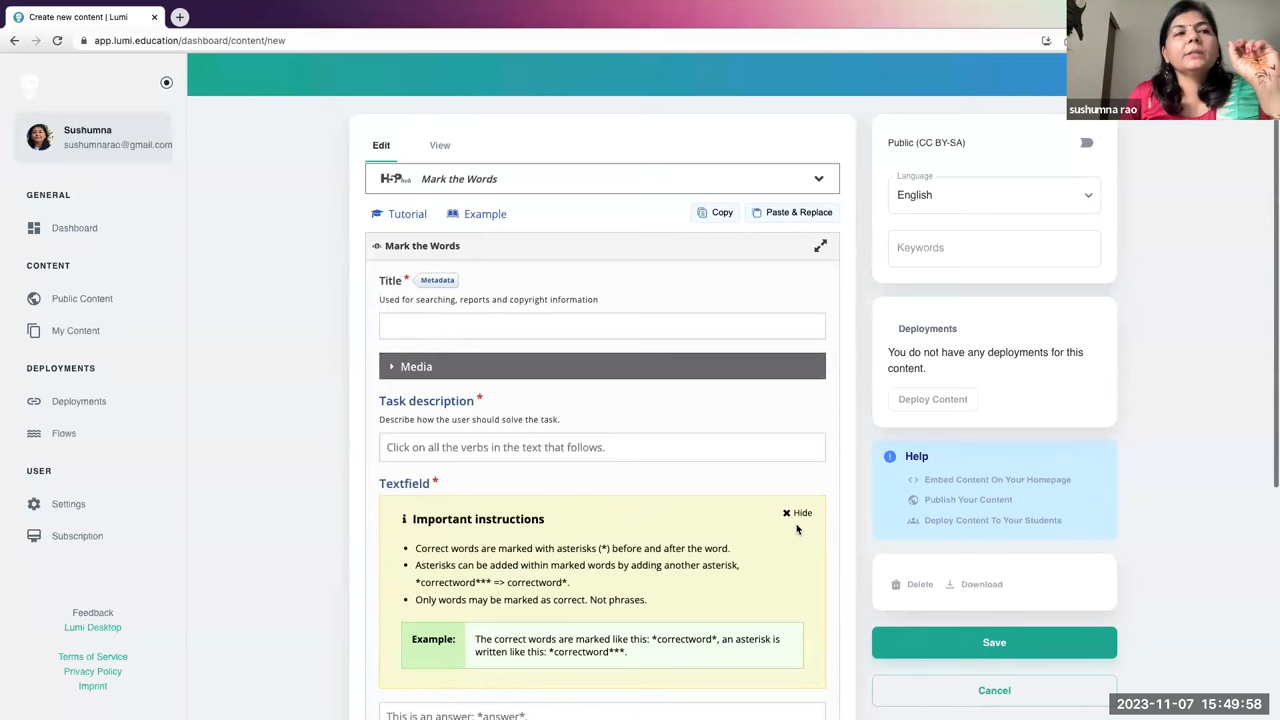 Create new content | Lumi
app.lumi.education/dashboard/content/new
sushumna rao
Sushumna
sushumnarao@gmail.com
GENERAL
Dashboard
CONTENT
Public Content
My Content
DEPLOYMENTS
Deployments
Flows
USER
Settings
Subscription
Feedback
Lumi Desktop
Terms of Service
Privacy Policy
Imprint
Edit
View
H5P hub Mark the Words
Tutorial
Example
Copy
Paste & Replace
Mark the Words
Title *
Metadata
Used for searching, reports and copyright information
Media
Task description *
Describe how the user should solve the task.
Click on all the verbs in the text that follows.
Textfield *
Hide
Important instructions
Correct words are marked with asterisks (*) before and after the word.
Asterisks can be added within marked words by adding another asterisk,
*correctword*** => correctword*.
Only words may be marked as correct. Not phrases.
Example:
The correct words are marked like this: *correctword*, an asterisk is
written like this: *correctword***.
This is an answer: *answer*.
Public (CC BY-SA)
Language
English
Keywords
Deployments
You do not have any deployments for this
content.
Deploy Content
Help
Embed Content On Your Homepage
Publish Your Content
Deploy Content To Your Students
Delete
Download
Save
Cancel
2023-11-07 15:49:58